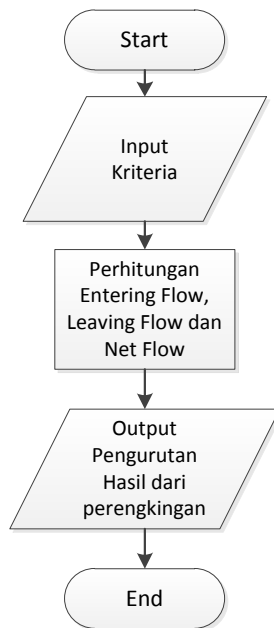 Start
Input
Kriteria
Perhitungan
Entering Flow,
Leaving Flow dan
Net Flow
Output
Pengurutan
Hasil dari
perengkingan
End